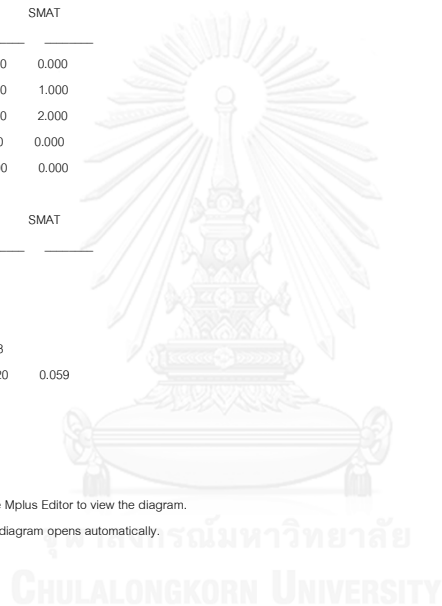 SMAT
0 0.000
0 1.000
0 2.000
0 0.000
00 0.000
SMAT
3
20 0.059
Mplus Editor to view the diagram.
diagram opens automatically.
จุฬาลงกรณ์มหาวิทยาลัย
CHULALONGKORN UNIVERSITY